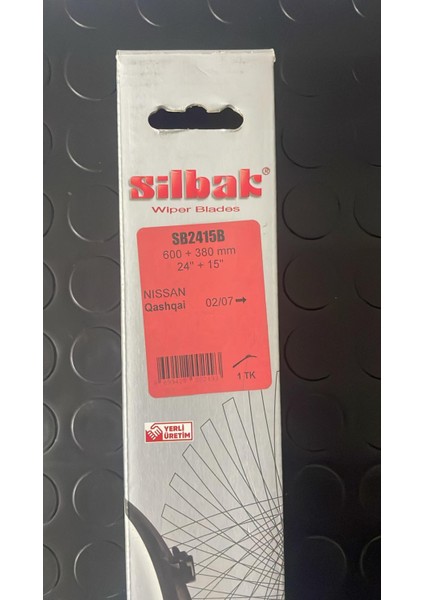 Silbak®
Wiper Blades
SB2415B
600 + 380 mm
24" + 15"
NISSAN
Qashqai 02/07
1 TK
YERLİ
ÜRETİM